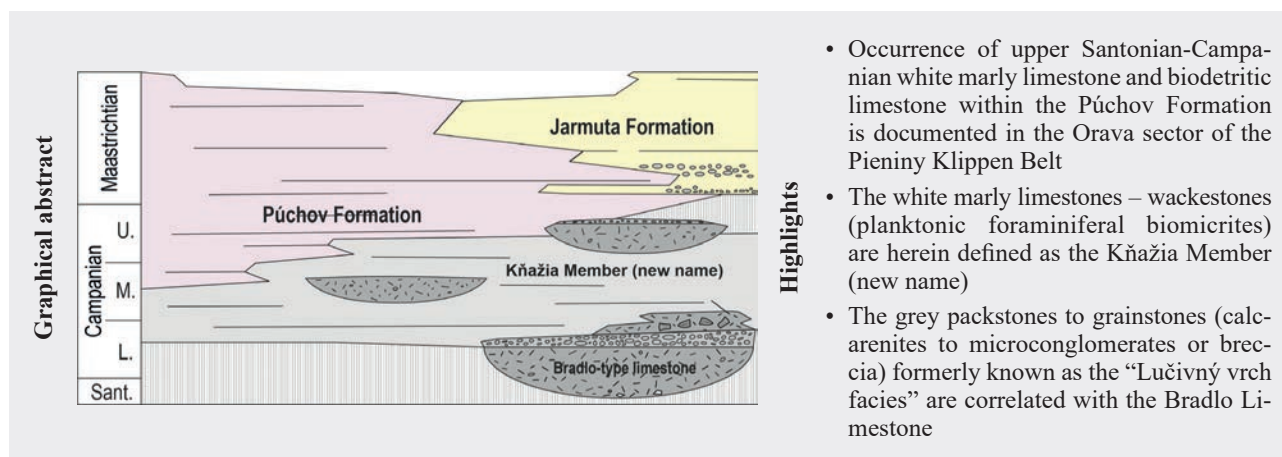 Graphical abstract
Maastrichtian
Campanian
U.
M.
L.
Sant.
Jarmuta Formation
Púchov Formation
Kňažia Member (new name)
Bradlo-type limestone
Highlights
• Occurrence of upper Santonian-Campa-
nian white marly limestone and biodetritic
limestone within the Púchov Formation
is documented in the Orava sector of the
Pieniny Klippen Belt
• The white marly limestones – wackestones
(planktonic foraminiferal biomicrites)
are herein defined as the Kňažia Member
(new name)
• The grey packstones to grainstones (calc-
arenites to microconglomerates or brec-
cia) formerly known as the “Lučivný vrch
facies” are correlated with the Bradlo Li-
mestone